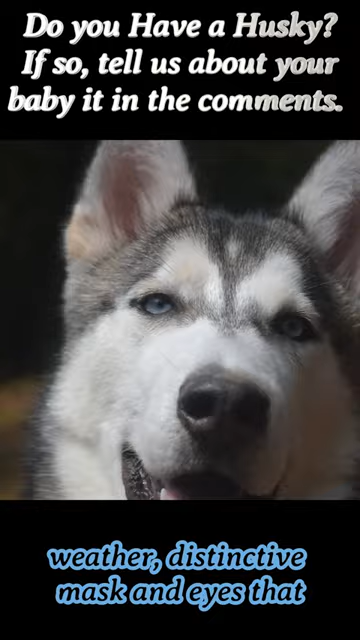 Do you Have a Husky?
If so, tell us about your
baby it in the comments.
weather, distinctive
mask and eyes that